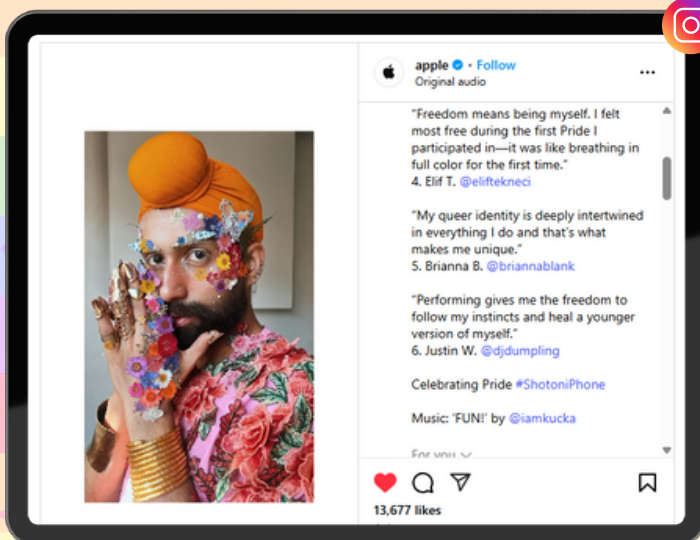 apple • Follow
Original audio
“Freedom means being myself. I felt
most free during the first Pride I
participated in—it was like breathing in
full color for the first time.”
4. Elif T. @eliftekneci
“My queer identity is deeply intertwined
in everything I do and that's what
makes me unique.”
5. Brianna B. @briannablank
“Performing gives me the freedom to
follow my instincts and heal a younger
version of myself.”
6. Justin W. @djdumpling
Celebrating Pride #ShotoniPhone
Music: ‘FUN!’ by @iamkucka
For you
13,677 likes